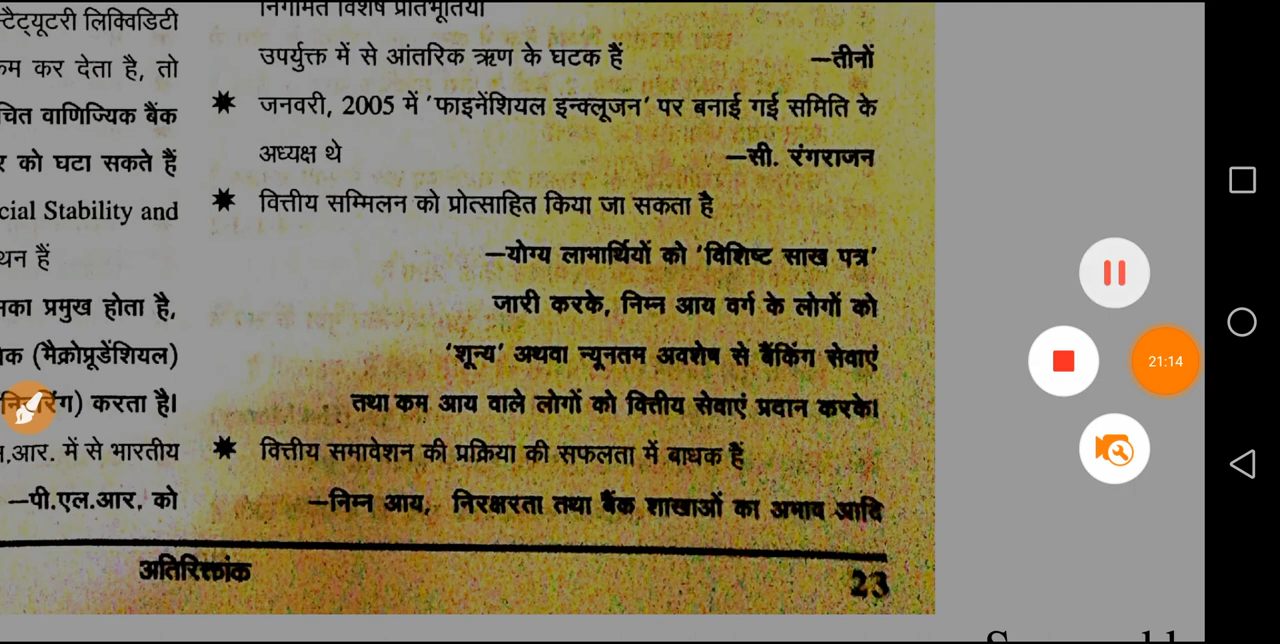 टैट्यूटरी लिक्विडिटी
कम कर देता है, तो
चित वाणिज्यिक बैंक
र को घटा सकते हैं
cial Stability and
थन हैं
सका प्रमुख होता है,
क (मैक्रोप्रूडेंशियल)
करता है।
.आर. में से भारतीय
—पी.एल.आर. को
निगमित विशेष प्रतिभूतियां
उपर्युक्त में से आंतरिक ऋण के घटक हैं —तीनों
✷ जनवरी, 2005 में 'फाइनेंशियल इन्क्लूजन' पर बनाई गई समिति के
अध्यक्ष थे —सी. रंगराजन
✷ वित्तीय सम्मिलन को प्रोत्साहित किया जा सकता है
—योग्य लाभार्थियों को 'विशिष्ट साख पत्र'
जारी करके, निम्न आय वर्ग के लोगों को
'शून्य' अथवा न्यूनतम अवशेष से बैंकिंग सेवाएं
तथा कम आय वाले लोगों को वित्तीय सेवाएं प्रदान करके।
✷ वित्तीय समावेशन की प्रक्रिया की सफलता में बाधक हैं
—निम्न आय, निरक्षरता तथा बैंक शाखाओं का अभाव आदि
अतिरिक्तांक 23
21:14